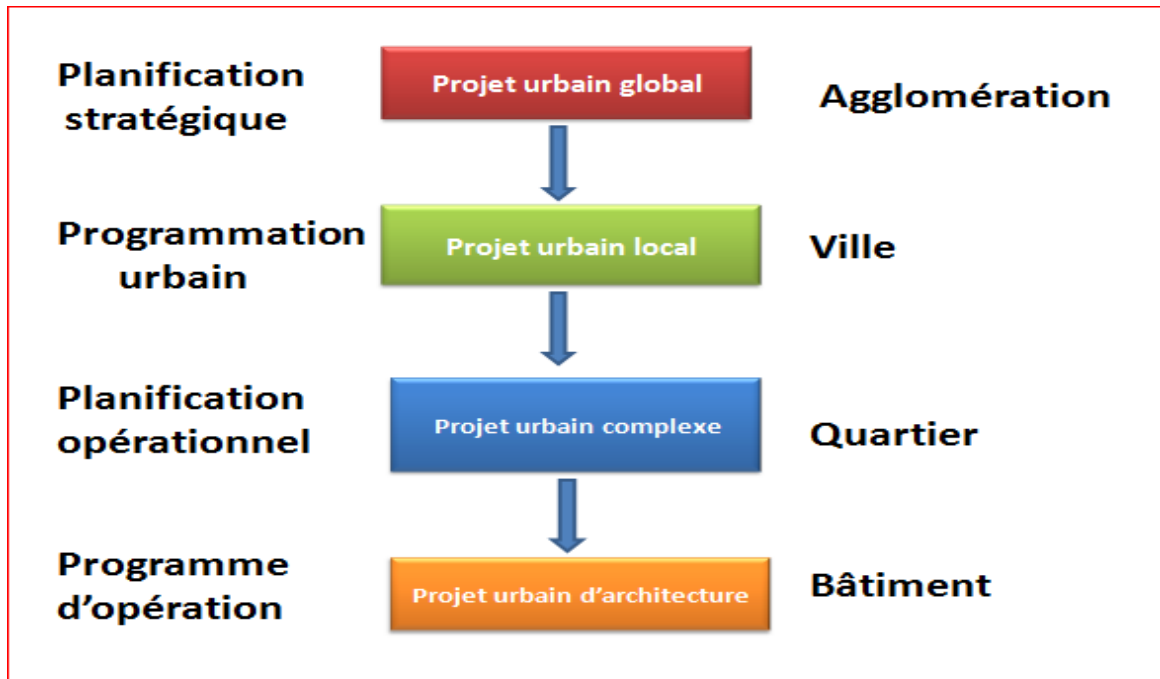 Planification
stratégique
Projet urbain global
Agglomération
Programmation
urbain
Projet urbain local
Ville
Planification
opérationnel
Projet urbain complexe
Quartier
Programme
d’opération
Projet urbain d’architecture
Bâtiment